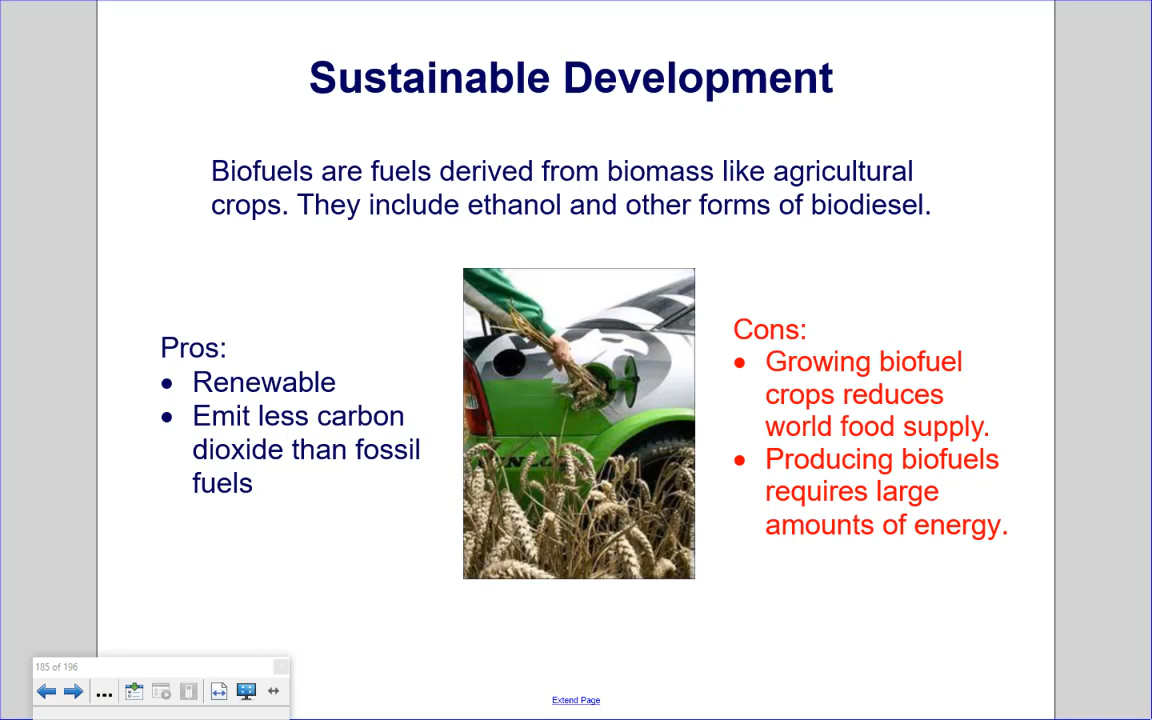 Sustainable Development
Biofuels are fuels derived from biomass like agricultural
crops. They include ethanol and other forms of biodiesel.
Pros:
• Renewable
• Emit less carbon
dioxide than fossil
fuels
Cons:
• Growing biofuel
crops reduces
world food supply.
• Producing biofuels
requires large
amounts of energy.
185 of 196
...
Extend Page